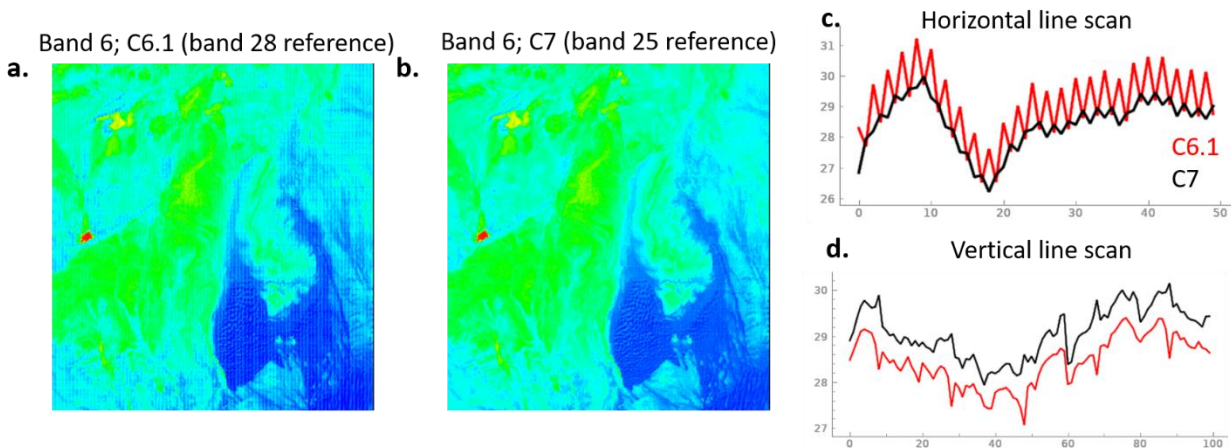 Band 6; C6.1 (band 28 reference)
a.
Band 6; C7 (band 25 reference)
b.
c.
Horizontal line scan
31
30
29
28
27
26
C6.1
C7
0
10
20
30
40
50
d.
Vertical line scan
30
29
28
27
0
20
40
60
80
100